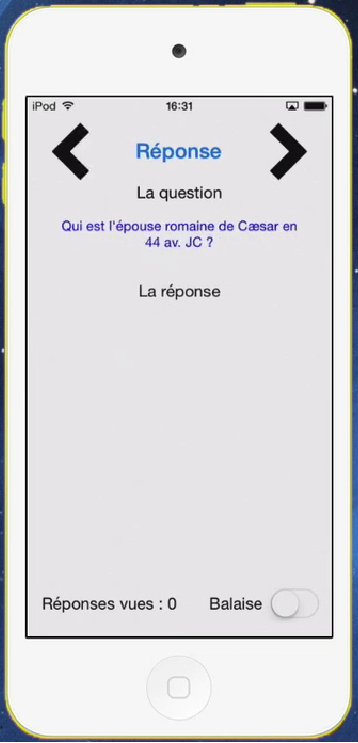 iPod 16:31
Réponse
La question
Qui est l'épouse romaine de Cæsar en
44 av. JC ?
La réponse
Réponses vues : 0 Balaise